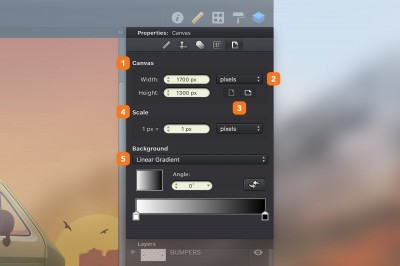 Properties: Canvas
1 Canvas
Width: 1700 px pixels 2
Height: 1300 px
3
4 Scale
1 px = 1 px pixels
Background
5 Linear Gradient
Angle:
0°
Layers
BUMPERS